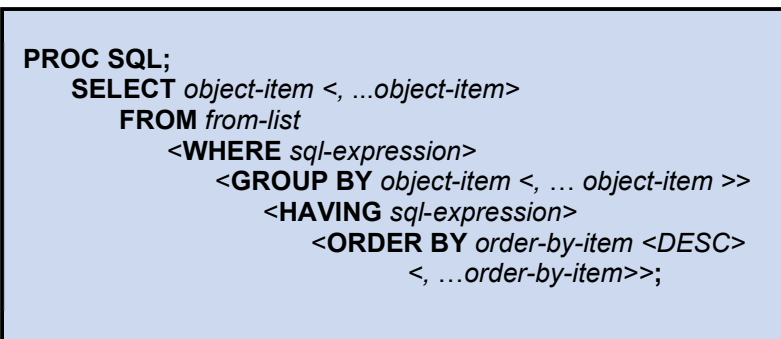 PROC SQL;
SELECT object-item <, ...object-item>
FROM from-list
<WHERE sql-expression>
<GROUP BY object-item <, … object-item >>
<HAVING sql-expression>
<ORDER BY order-by-item <DESC>
<, …order-by-item>>;